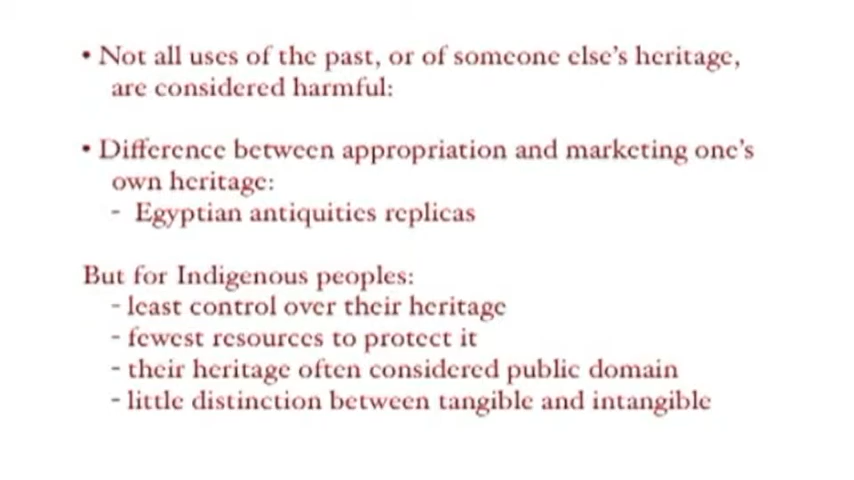 • Not all uses of the past, or of someone else's heritage,
are considered harmful:
• Difference between appropriation and marketing one's
own heritage:
- Egyptian antiquities replicas
But for Indigenous peoples:
- least control over their heritage
- fewest resources to protect it
- their heritage often considered public domain
- little distinction between tangible and intangible